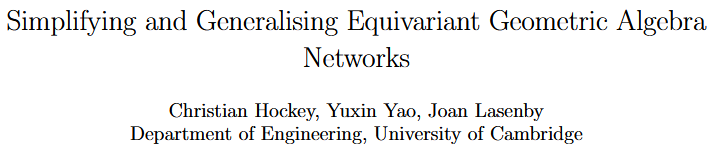 Simplifying and Generalising Equivariant Geometric Algebra
Networks
Christian Hockey, Yuxin Yao, Joan Lasenby
Department of Engineering, University of Cambridge